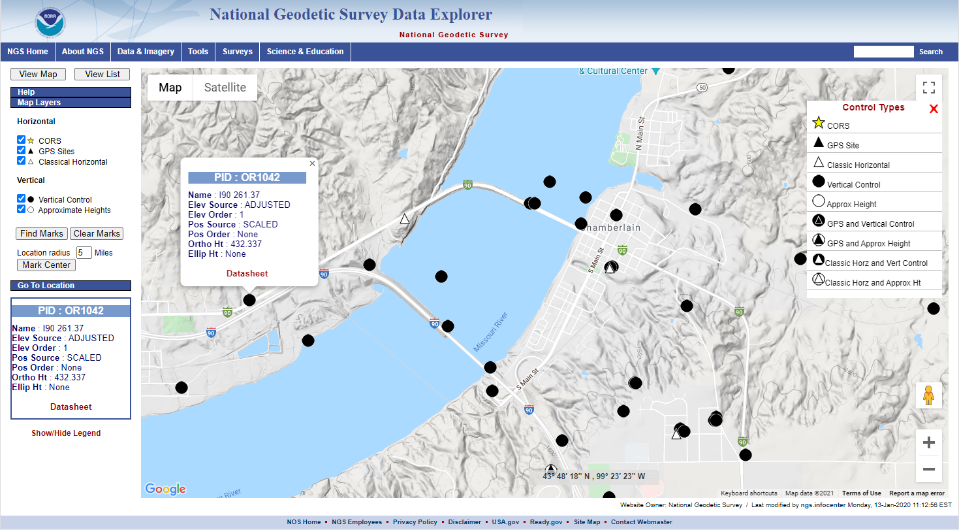 NOAA
National Geodetic Survey Data Explorer
National Geodetic Survey
NGS Home
About NGS
Data & Imagery
Tools
Surveys
Science & Education
Search
View Map
View List
Help
Map Layers
Horizontal
CORS
GPS Sites
Classical Horizontal
Vertical
Vertical Control
Approximate Heights
Find Marks
Clear Marks
Location radius 5 Miles
Mark Center
Go To Location
PID : OR1042
Name : I90 261.37
Elev Source : ADJUSTED
Elev Order : 1
Pos Source : SCALED
Pos Order : None
Ortho Ht : 432.337
Ellip Ht : None
Datasheet
Show/Hide Legend
Map
Satellite
& Cultural Center
50
N Main St
PID : OR1042
Name : I90 261.37
Elev Source : ADJUSTED
Elev Order : 1
Pos Source : SCALED
Pos Order : None
Ortho Ht : 432.337
Ellip Ht : None
Datasheet
90
hamberlain
90
S Main St
90
90
90
90
90
Missouri River
S Main St
90
90
River
43° 48' 18" N , 99° 23' 23" W
Control Types
X
CORS
GPS Site
Classic Horizontal
Vertical Control
Approx Height
GPS and Vertical Control
GPS and Approx Height
Classic Horz and Vert Control
Classic Horz and Approx Ht
Google
Keyboard shortcuts
Map data ©2021
Terms of Use
Report a map error
Website Owner: National Geodetic Survey / Last modified by ngs.infocenter Monday, 13-Jan-2020 11:12:56 EST
NGS Home • NGS Employees • Privacy Policy • Disclaimer • USA.gov • Ready.gov • Site Map • Contact Webmaster